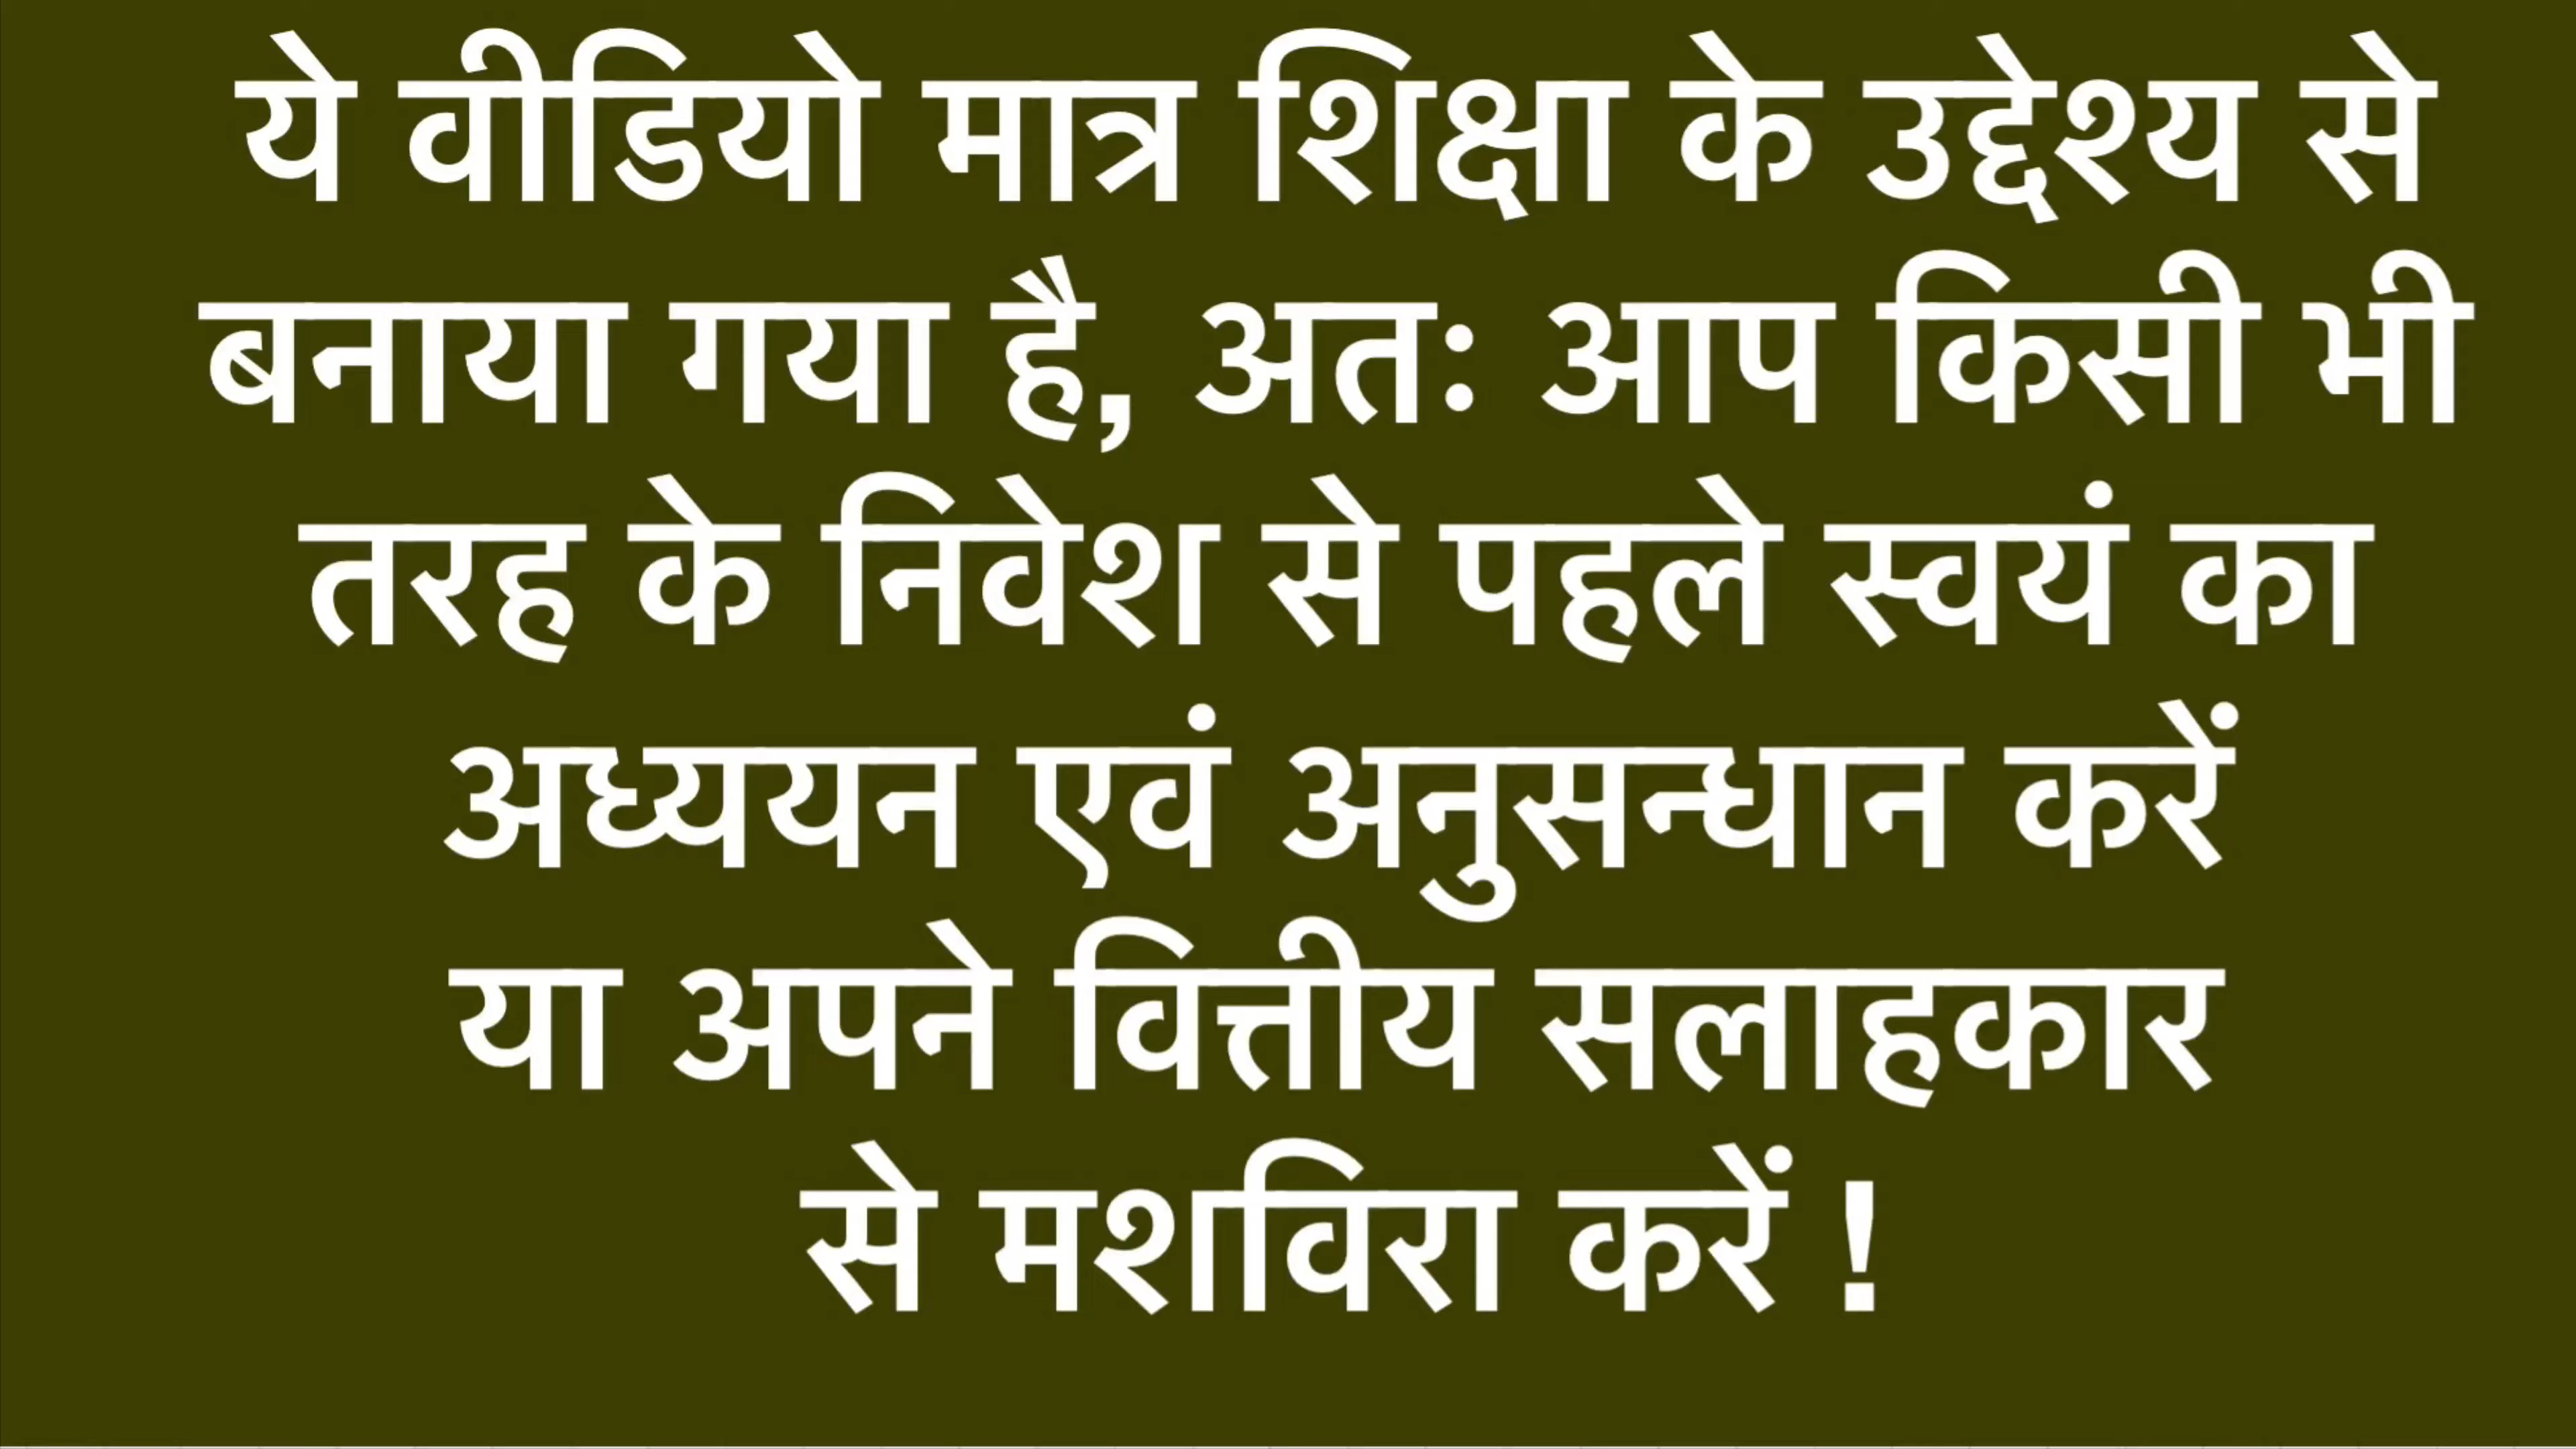 ये वीडियो मात्र शिक्षा के उद्देश्य से
बनाया गया है, अतः आप किसी भी
तरह के निवेश से पहले स्वयं का
अध्ययन एवं अनुसन्धान करें
या अपने वित्तीय सलाहकार
से मशविरा करें !